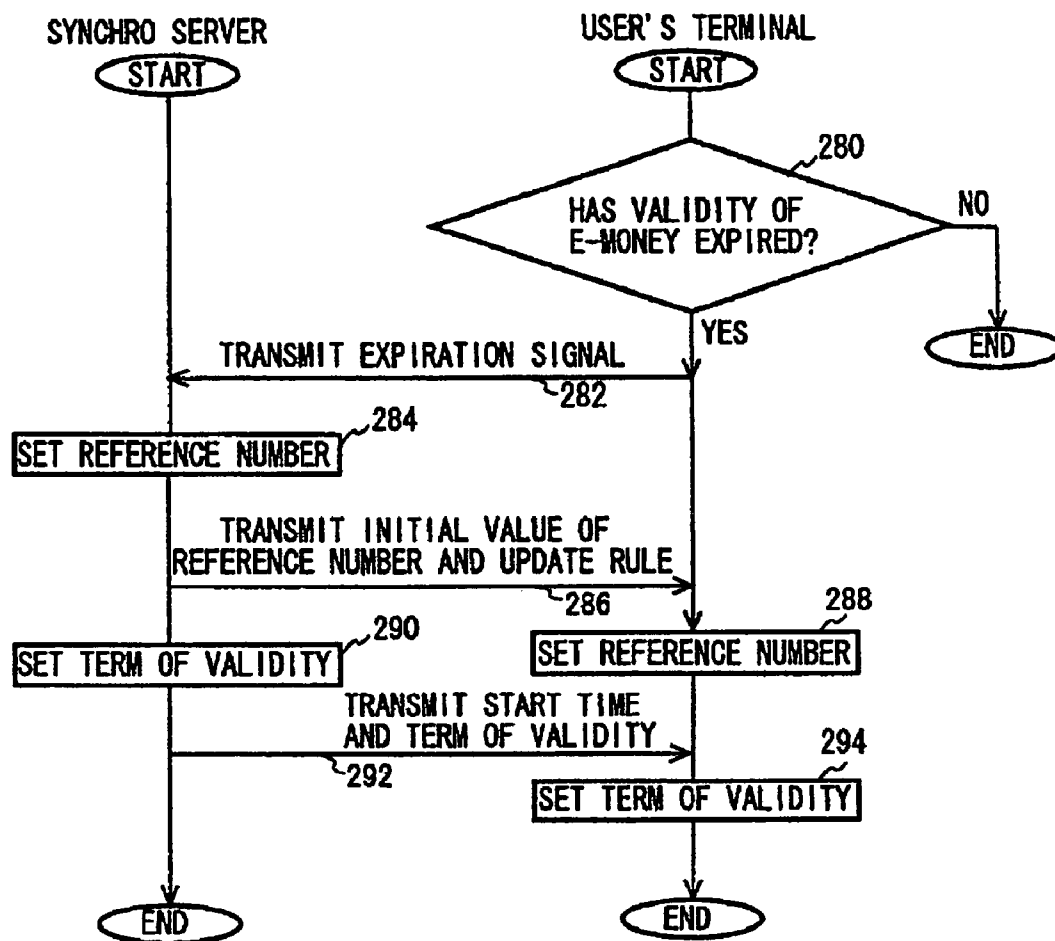 SYNCHRO SERVER
USER'S TERMINAL
START
START
280
HAS VALIDITY OF
E-MONEY EXPIRED?
NO
YES
END
TRANSMIT EXPIRATION SIGNAL
282
284
SET REFERENCE NUMBER
TRANSMIT INITIAL VALUE OF
REFERENCE NUMBER AND UPDATE RULE
286
288
SET REFERENCE NUMBER
290
SET TERM OF VALIDITY
TRANSMIT START TIME
AND TERM OF VALIDITY
292
294
SET TERM OF VALIDITY
END
END